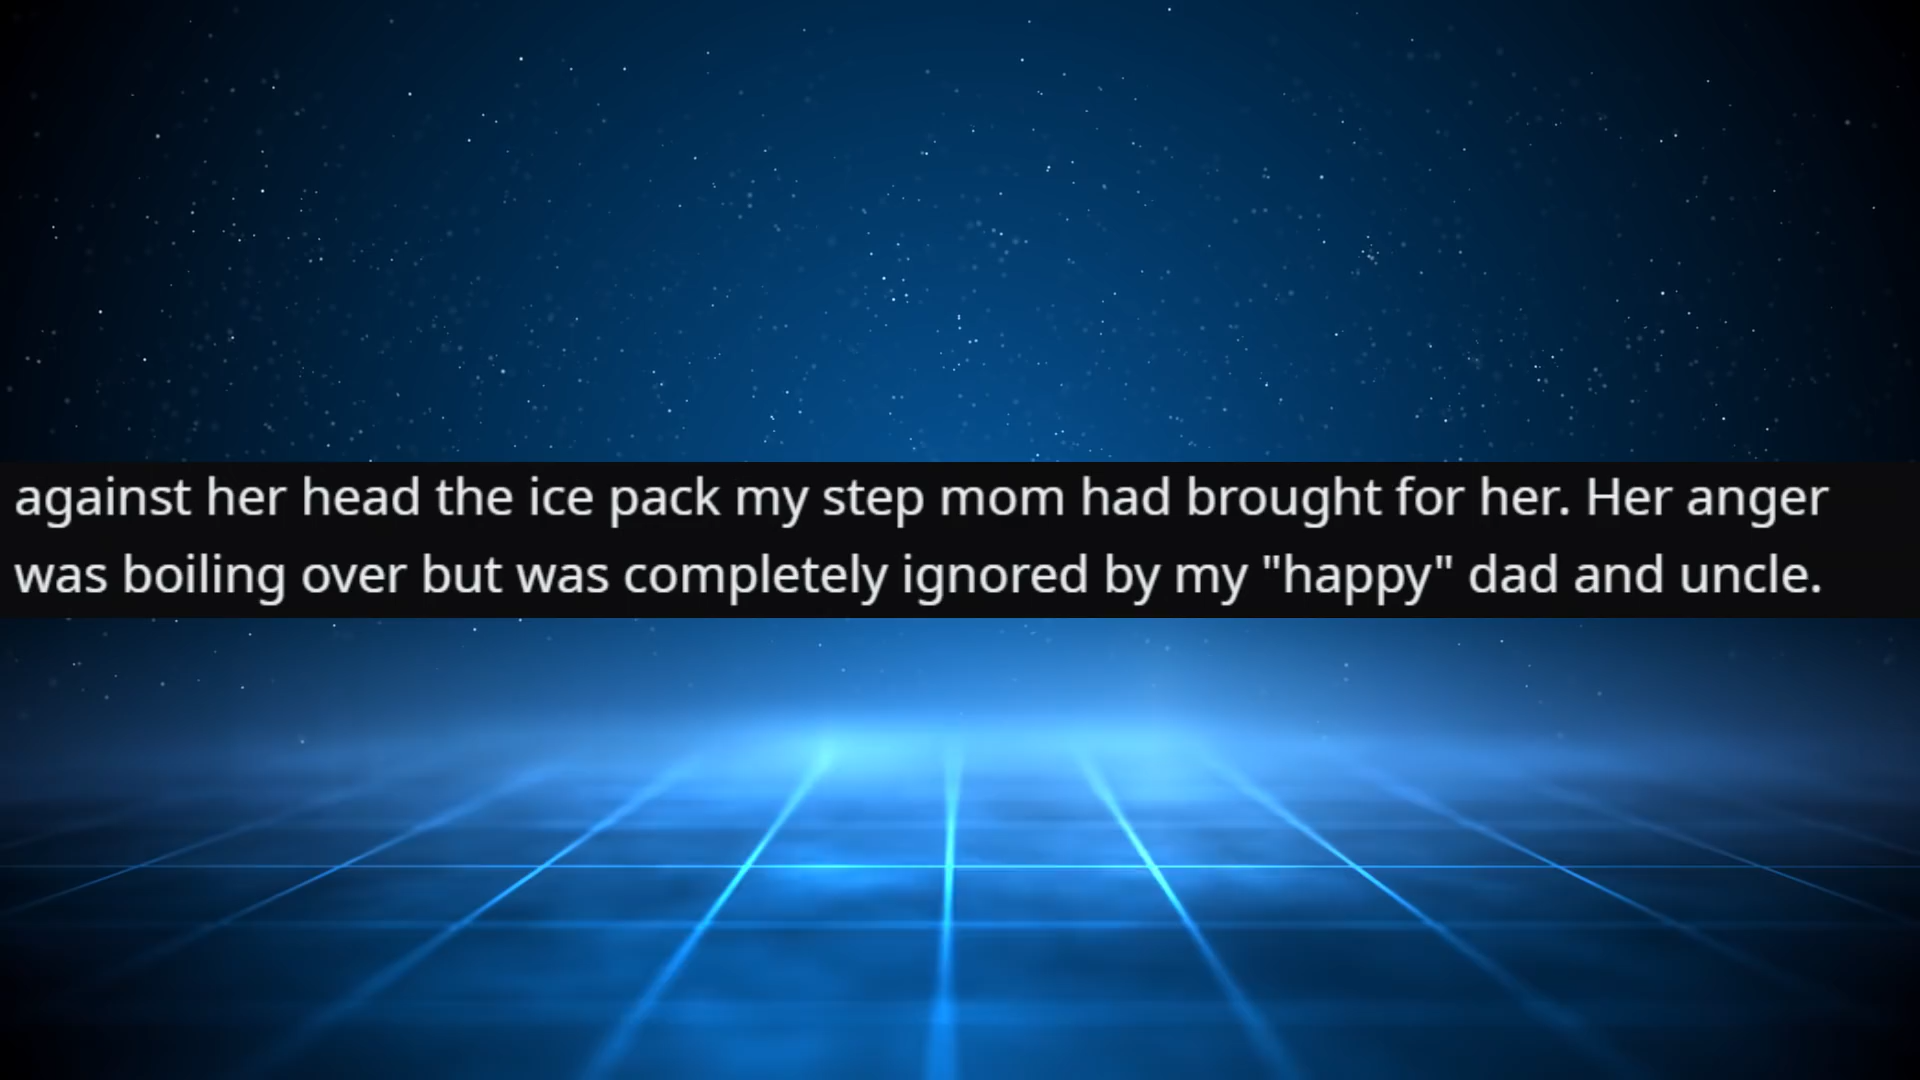 against her head the ice pack my step mom had brought for her. Her anger
was boiling over but was completely ignored by my "happy" dad and uncle.